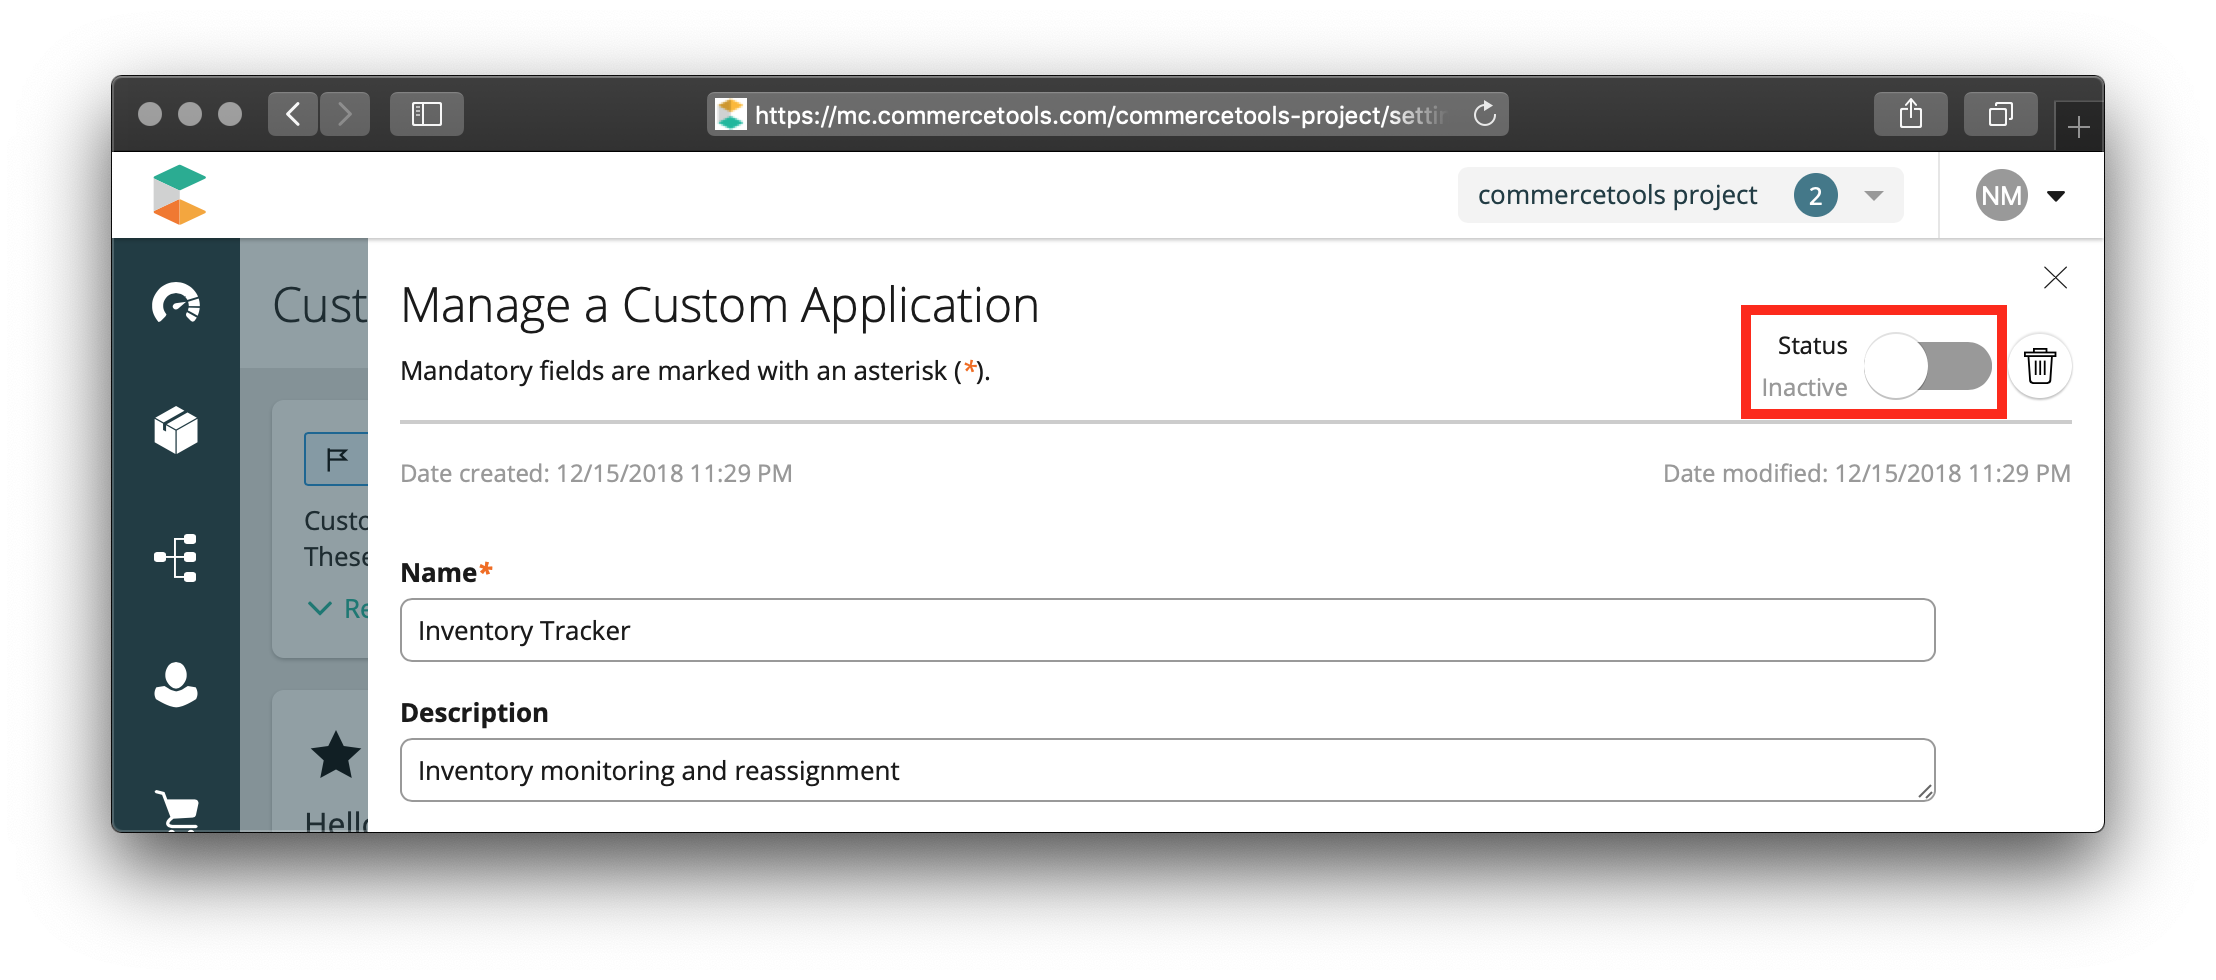 https://mc.commercetools.com/commercetools-project/settin
commercetools project 2
NM
Cust
Manage a Custom Application
Mandatory fields are marked with an asterisk (*).
Status
Inactive
Date created: 12/15/2018 11:29 PM
Date modified: 12/15/2018 11:29 PM
Custo
These
Re
Name*
Inventory Tracker
Description
Inventory monitoring and reassignment
Hello